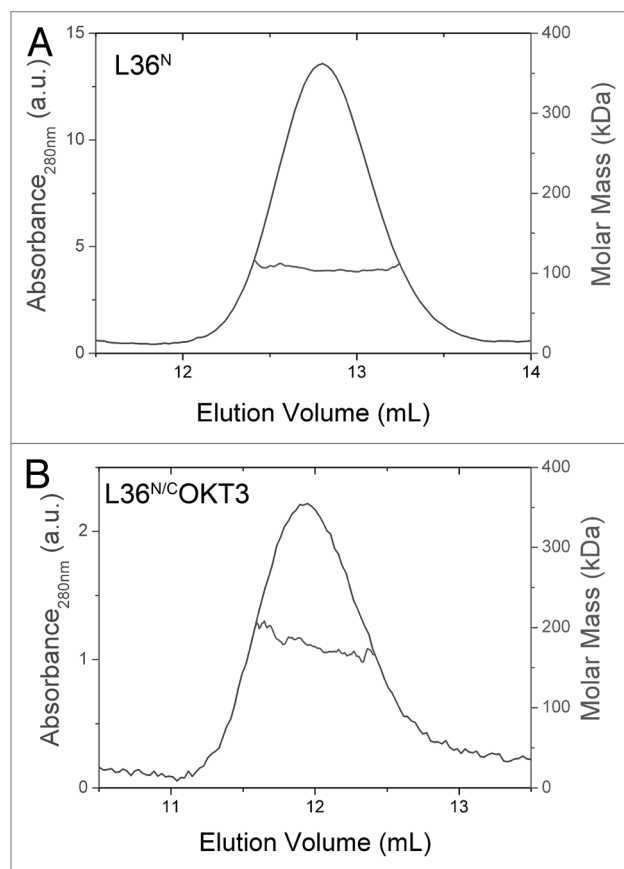 A
L36N
15
10
5
0
Absorbance280nm (a.u.)
400
300
200
100
0
Molar Mass (kDa)
12
13
14
Elution Volume (mL)
B
L36N/COKT3
2
1
0
Absorbance280nm (a.u.)
400
300
200
100
0
Molar Mass (kDa)
11
12
13
Elution Volume (mL)